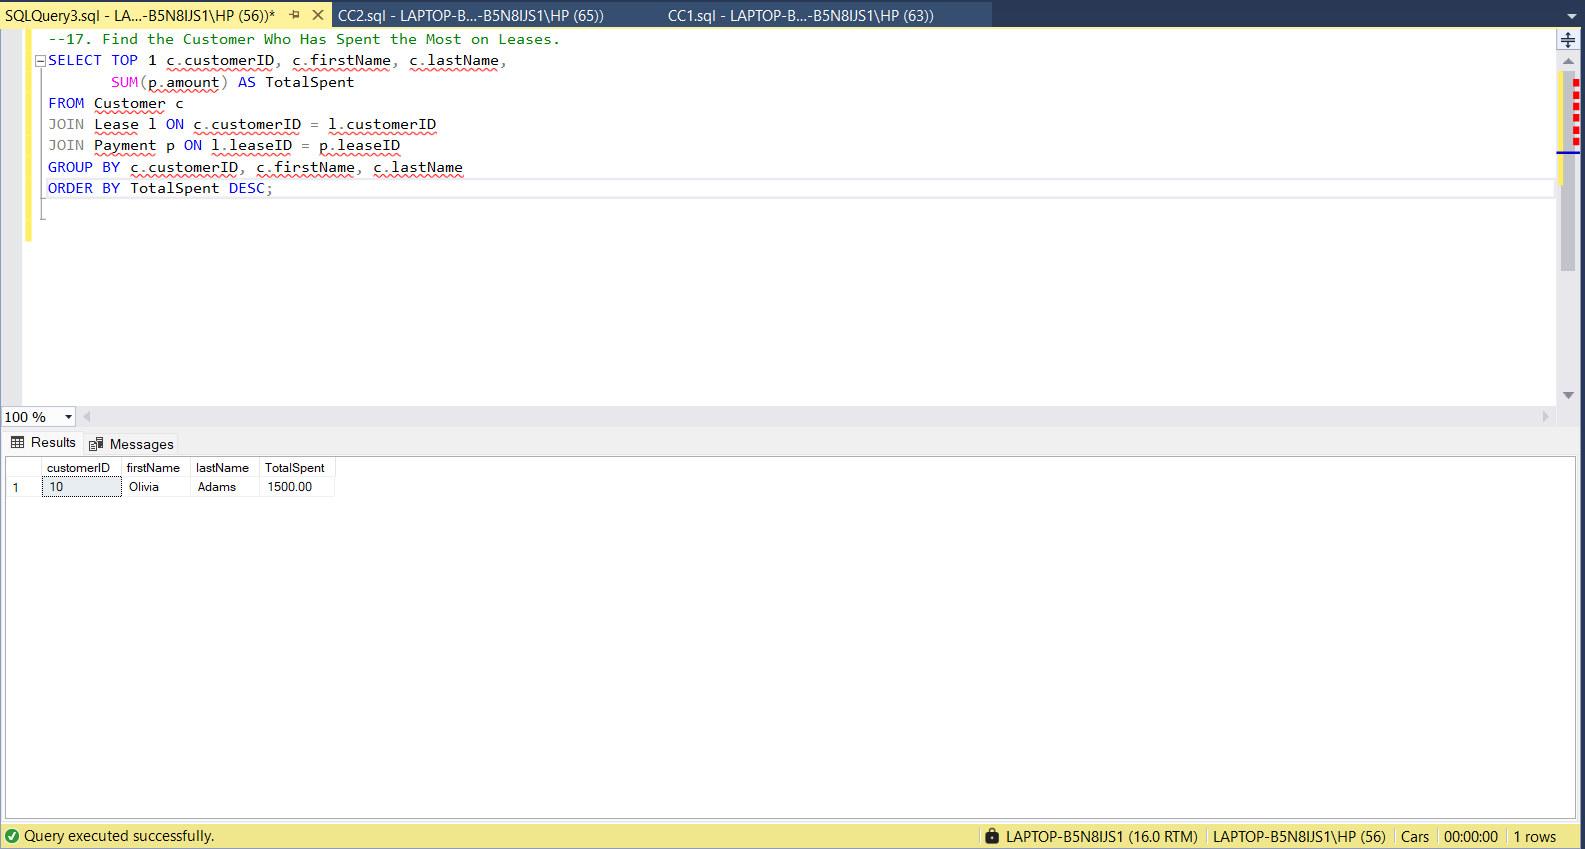 SQLQuery3.sql - LA...-B5N8IJS1\HP (56))*
CC2.sql - LAPTOP-B...-B5N8IJS1\HP (65))
CC1.sql - LAPTOP-B...-B5N8IJS1\HP (63))
--17. Find the Customer Who Has Spent the Most on Leases.
SELECT TOP 1 c.customerID, c.firstName, c.lastName,
SUM(p.amount) AS TotalSpent
FROM Customer c
JOIN Lease l ON c.customerID = l.customerID
JOIN Payment p ON l.leaseID = p.leaseID
GROUP BY c.customerID, c.firstName, c.lastName
ORDER BY TotalSpent DESC;
100 %
Results Messages
customerID firstName lastName TotalSpent
1 10 Olivia Adams 1500.00
Query executed successfully. LAPTOP-B5N8IJS1 (16.0 RTM) LAPTOP-B5N8IJS1\HP (56) Cars 00:00:00 1 rows